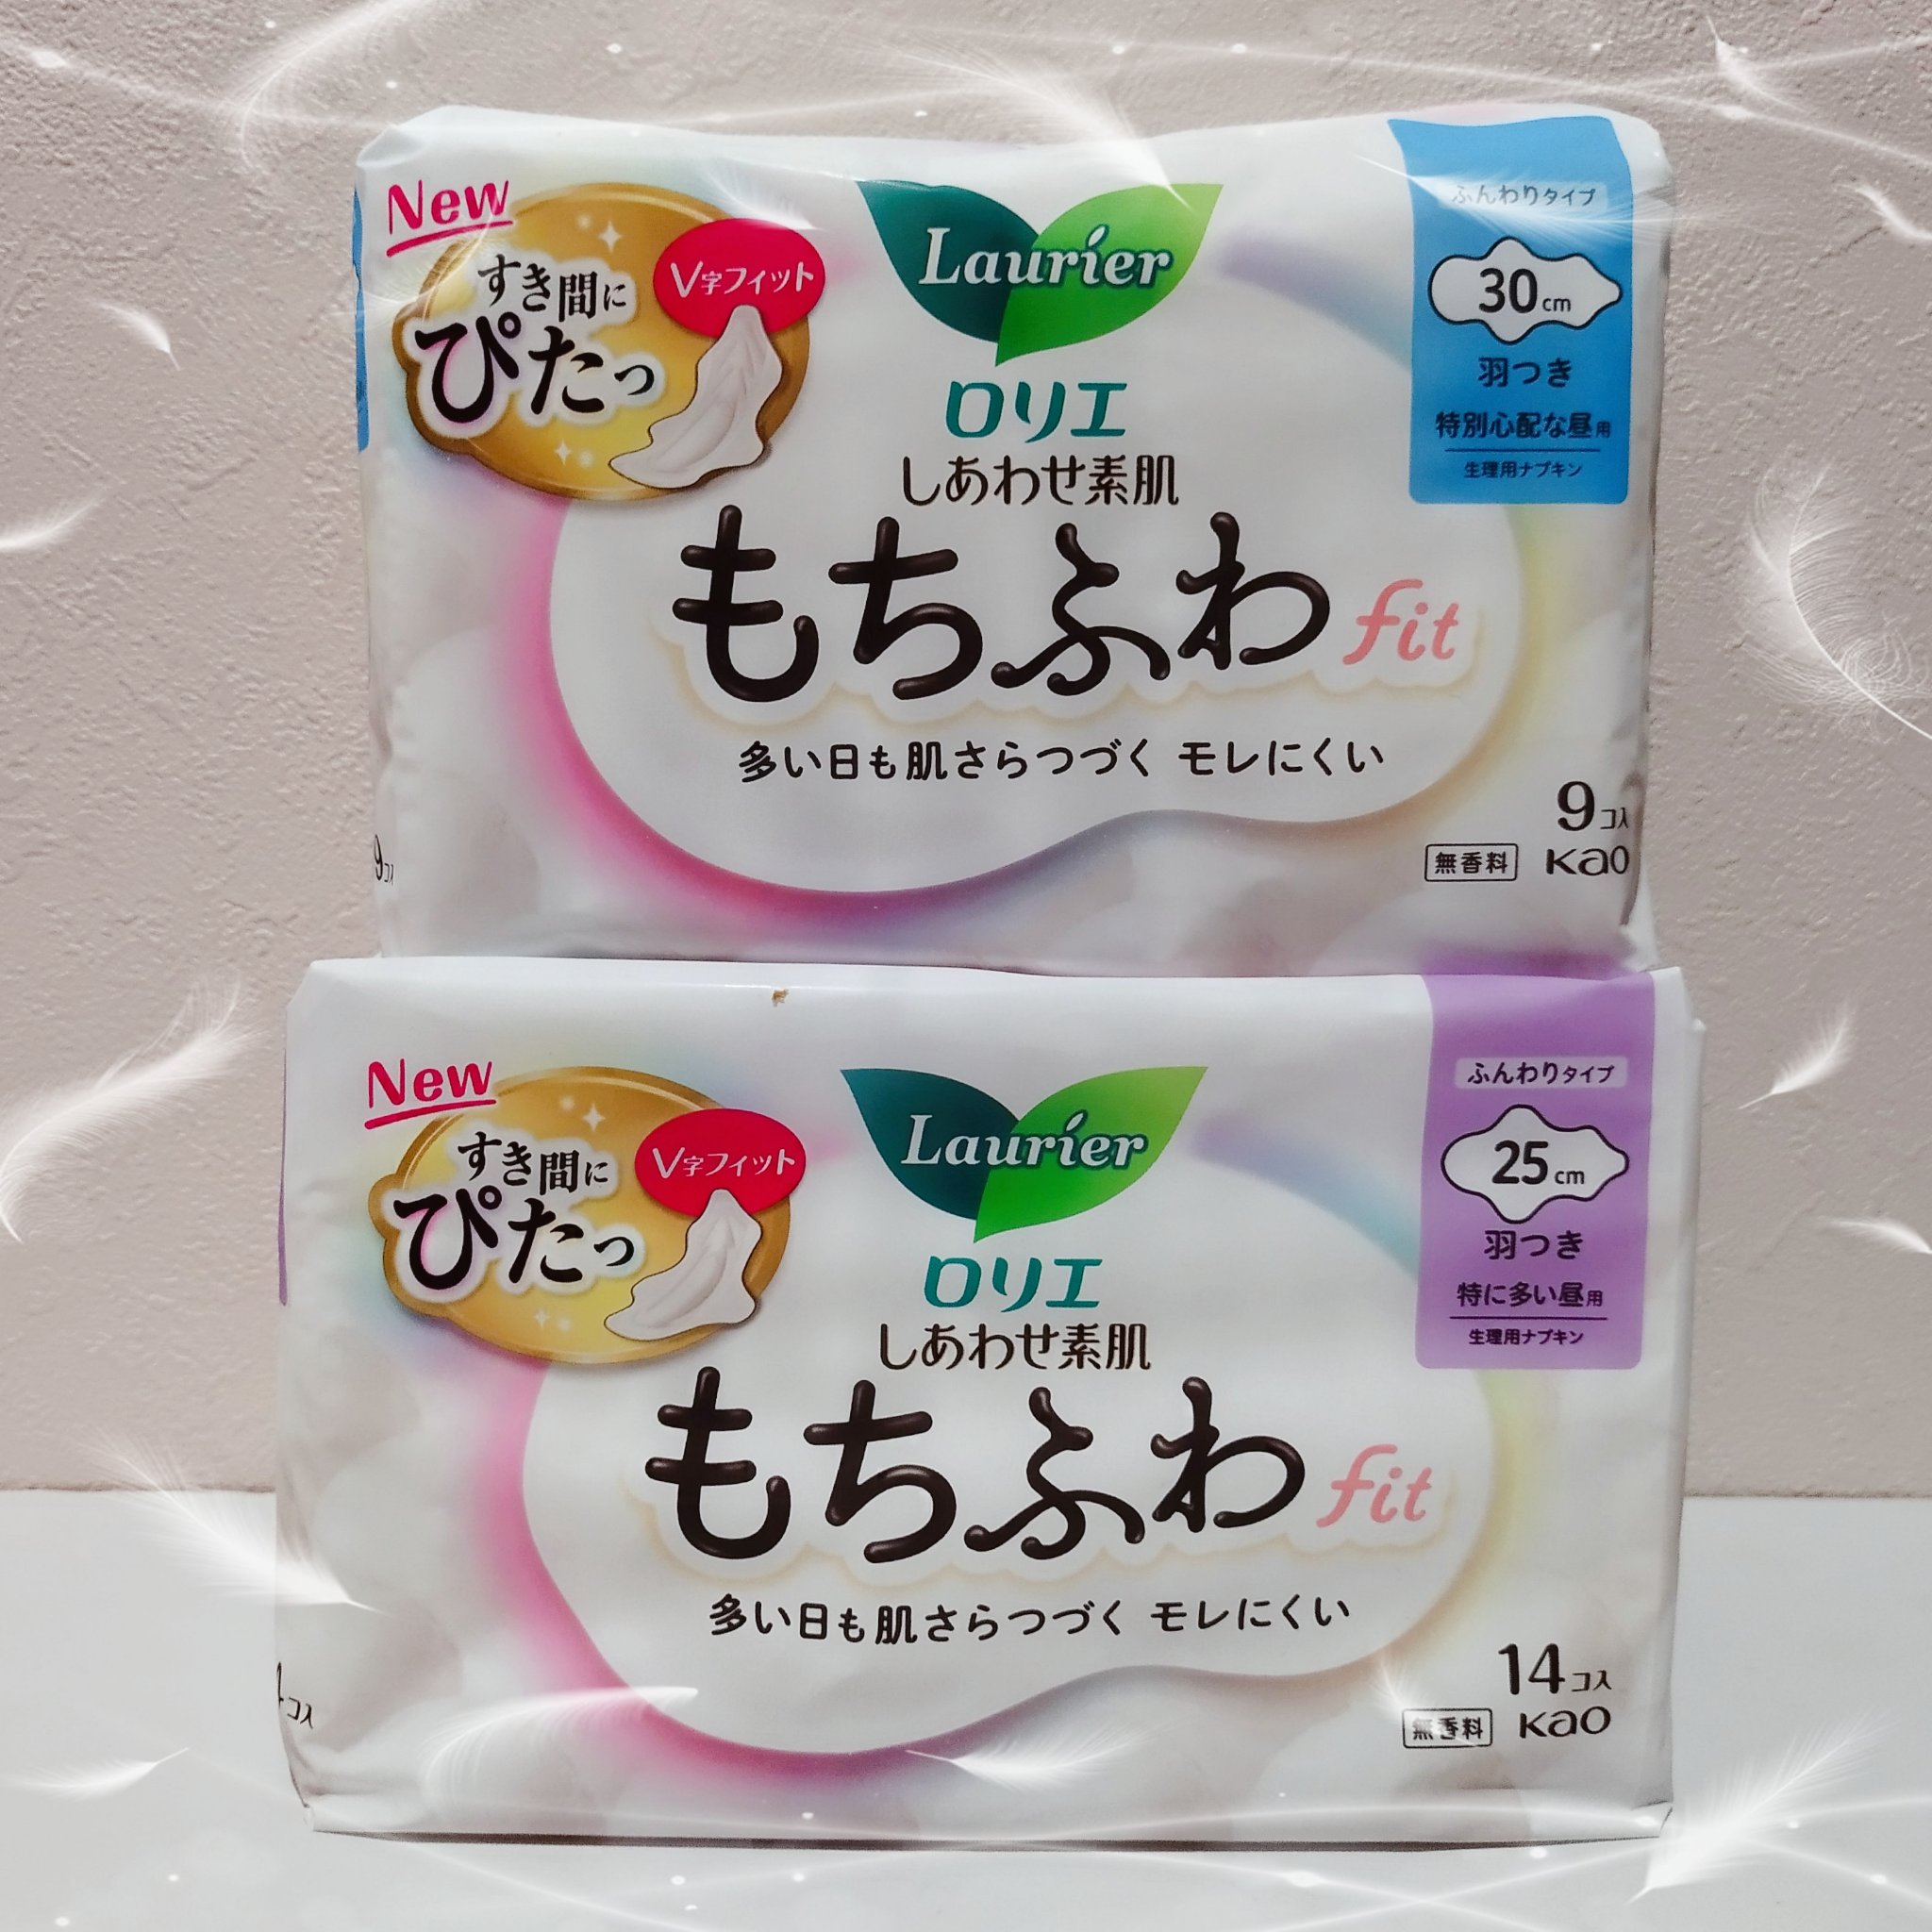 New
すき間に
ぴたっ
V字フィット
Laurier
ロリエ
しあわせ素肌
もちふわ fit
多い日も肌さらつづく モレにくい
ふんわりタイプ
30cm
羽つき
特別心配な昼用
生理用ナプキン
9コ入
無香料 Kao
9コ入
New
すき間に
ぴたっ
V字フィット
Laurier
ロリエ
しあわせ素肌
もちふわ fit
多い日も肌さらつづく モレにくい
ふんわりタイプ
25cm
羽つき
特に多い昼用
生理用ナプキン
14コ入
無香料 Kao
コ入